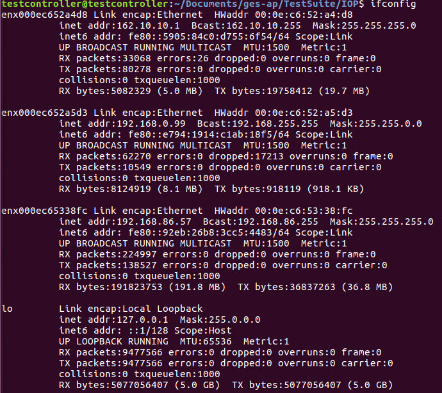 testcontroller@testcontroller:~/Documents/ges-ap/TestSuite/IOP$ ifconfig
enx000ec652a4d8 Link encap:Ethernet  HWaddr 00:0e:c6:52:a4:d8
inet addr:162.10.10.1  Bcast:162.10.10.255  Mask:255.255.255.0
inet6 addr: fe80::5905:84c0:d755:6f54/64 Scope:Link
UP BROADCAST RUNNING MULTICAST  MTU:1500  Metric:1
RX packets:33068 errors:26 dropped:0 overruns:0 frame:0
TX packets:80278 errors:0 dropped:0 overruns:0 carrier:0
collisions:0 txqueuelen:1000
RX bytes:5082329 (5.0 MB)  TX bytes:19758412 (19.7 MB)
enx000ec652a5d3 Link encap:Ethernet  HWaddr 00:0e:c6:52:a5:d3
inet addr:192.168.0.99  Bcast:192.168.255.255  Mask:255.255.0.0
inet6 addr: fe80::e794:1914:c1ab:18f5/64 Scope:Link
UP BROADCAST RUNNING MULTICAST  MTU:1500  Metric:1
RX packets:62270 errors:0 dropped:17213 overruns:0 frame:0
TX packets:10549 errors:0 dropped:0 overruns:0 carrier:0
collisions:0 txqueuelen:1000
RX bytes:8124919 (8.1 MB)  TX bytes:918119 (918.1 KB)
enx000ec65338fc Link encap:Ethernet  HWaddr 00:0e:c6:53:38:fc
inet addr:192.168.86.57  Bcast:192.168.86.255  Mask:255.255.255.0
inet6 addr: fe80::92eb:26b8:3cc5:4483/64 Scope:Link
UP BROADCAST RUNNING MULTICAST  MTU:1500  Metric:1
RX packets:224997 errors:0 dropped:0 overruns:0 frame:0
TX packets:138527 errors:0 dropped:0 overruns:0 carrier:0
collisions:0 txqueuelen:1000
RX bytes:191823753 (191.8 MB)  TX bytes:36837263 (36.8 MB)
lo        Link encap:Local Loopback
inet addr:127.0.0.1  Mask:255.0.0.0
inet6 addr: ::1/128 Scope:Host
UP LOOPBACK RUNNING  MTU:65536  Metric:1
RX packets:9477566 errors:0 dropped:0 overruns:0 frame:0
TX packets:9477566 errors:0 dropped:0 overruns:0 carrier:0
collisions:0 txqueuelen:1000
RX bytes:5077056407 (5.0 GB)  TX bytes:5077056407 (5.0 GB)